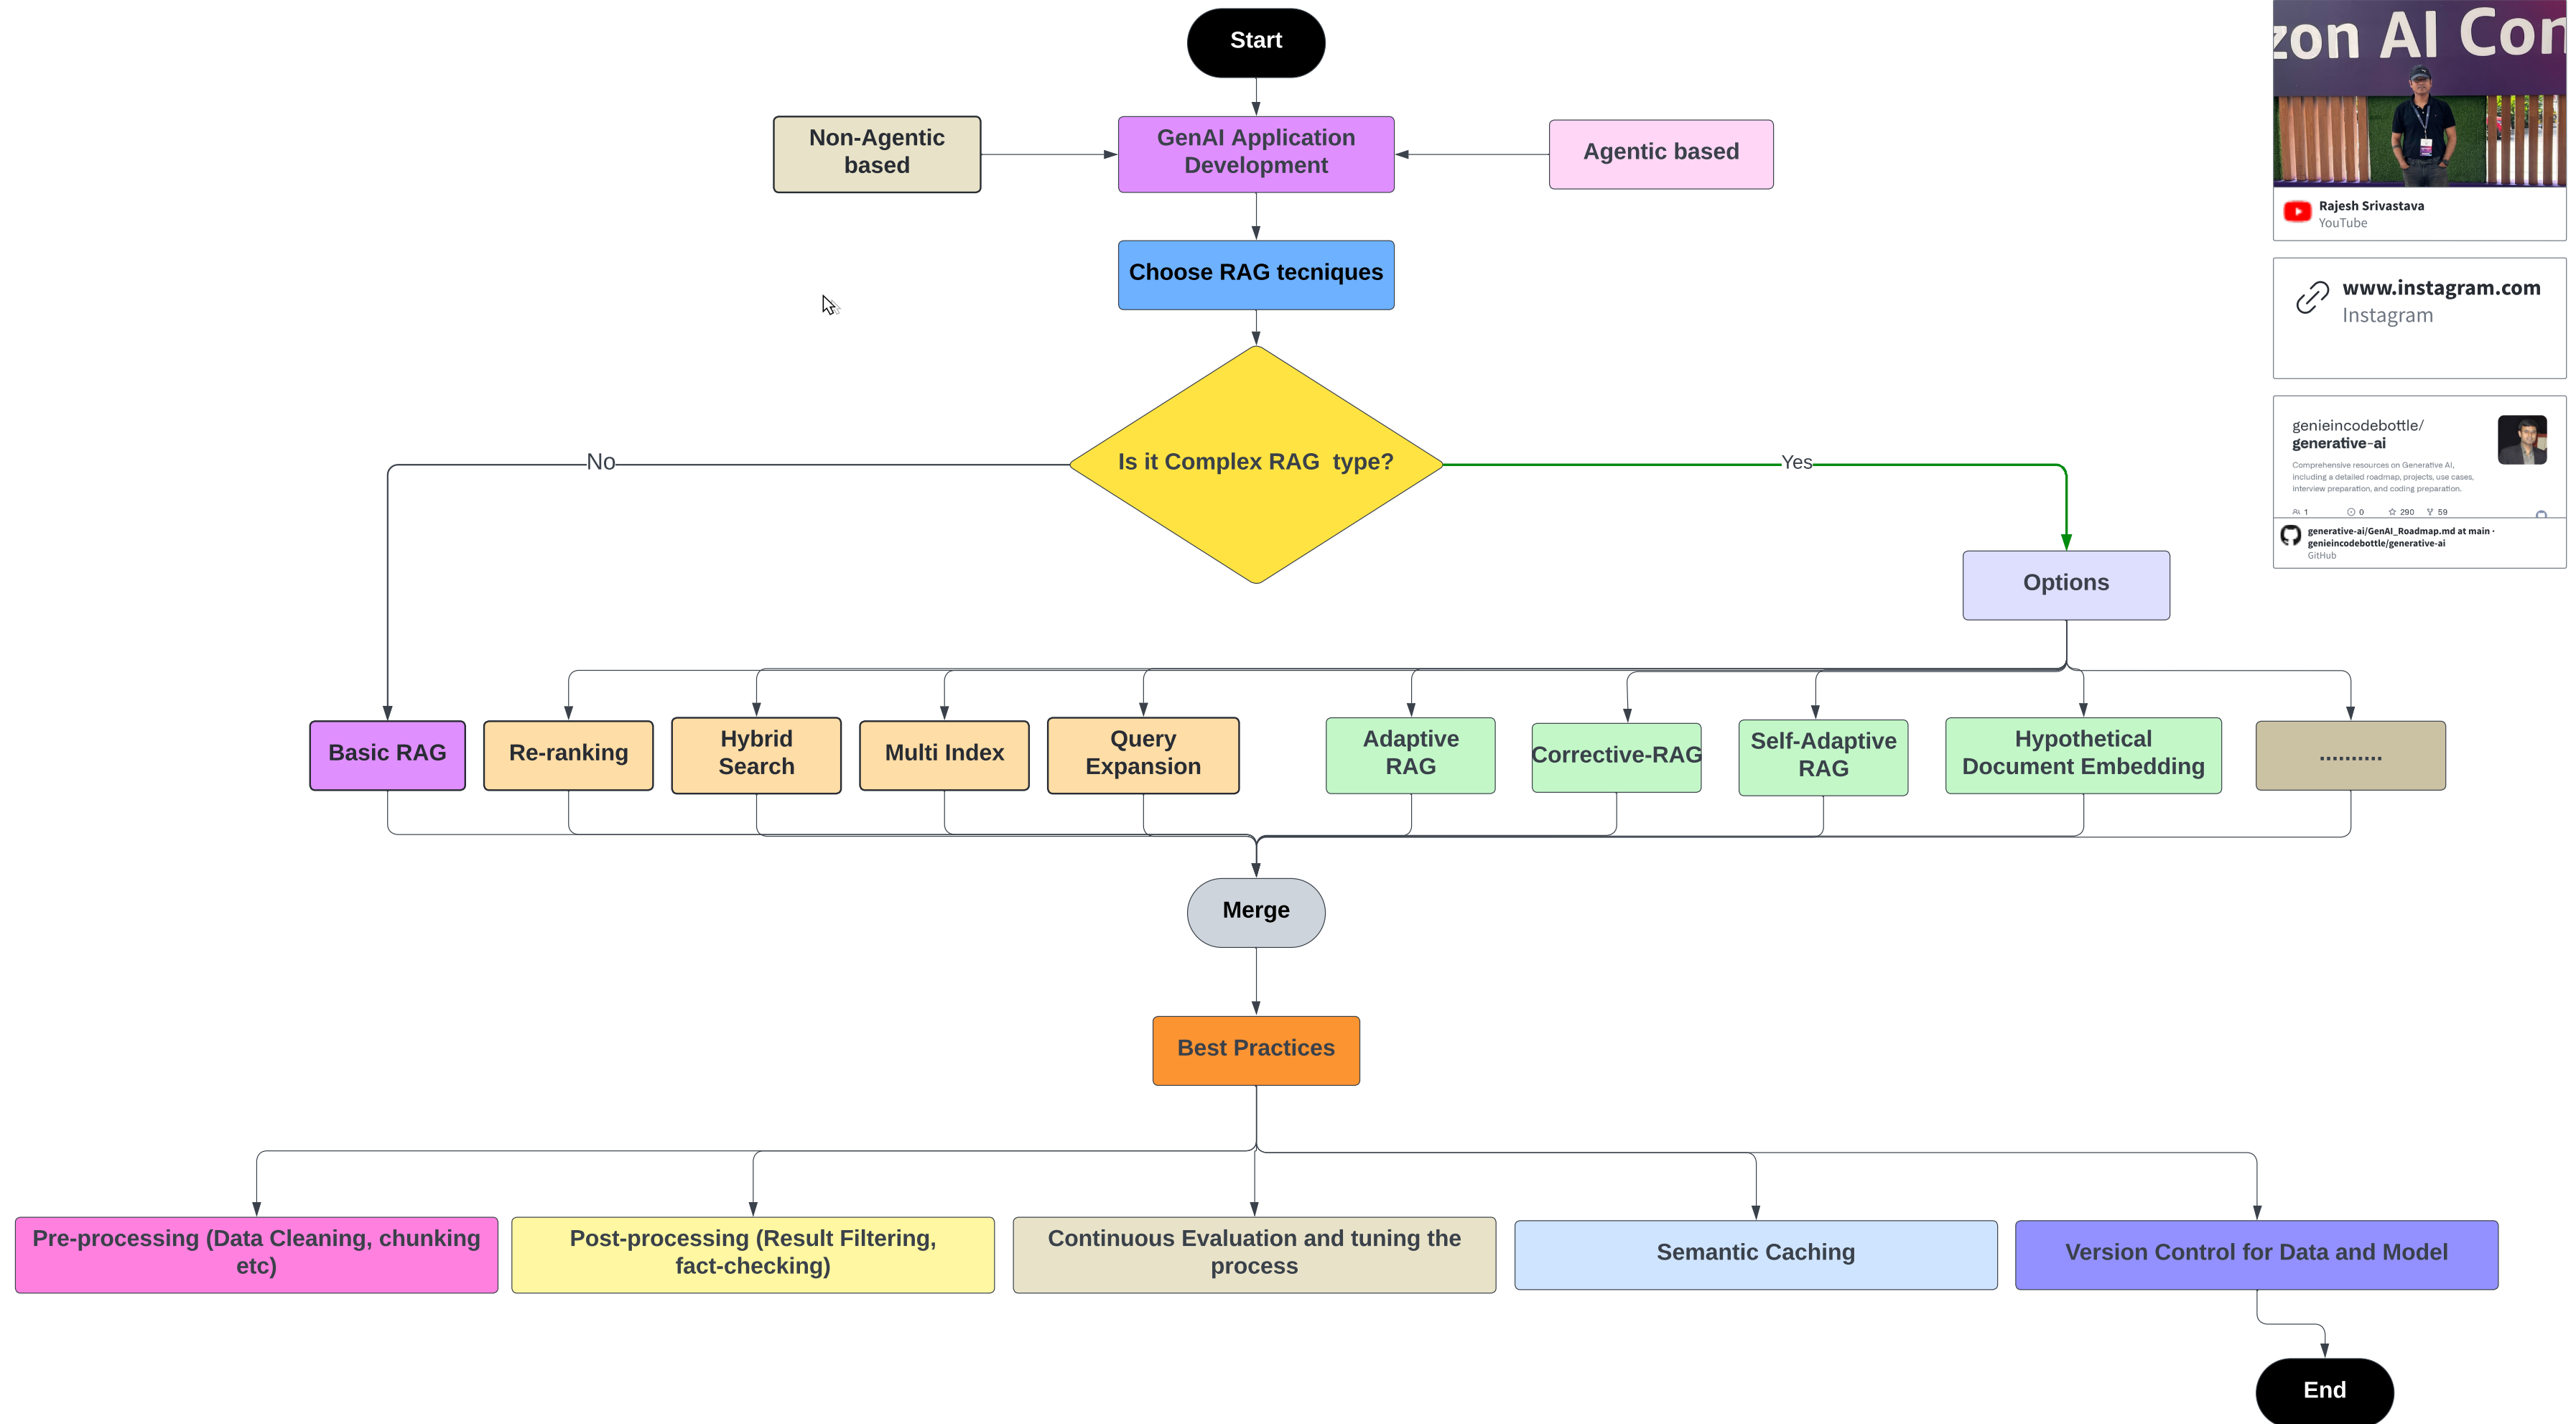 Start
Non-Agentic
based
GenAI Application
Development
Agentic based
Choose RAG tecniques
Is it Complex RAG  type?
No
Yes
Options
Basic RAG
Re-ranking
Hybrid
Search
Multi Index
Query
Expansion
Adaptive
RAG
Corrective-RAG
Self-Adaptive
RAG
Hypothetical
Document Embedding
..........
Merge
Best Practices
Pre-processing (Data Cleaning, chunking
etc)
Post-processing (Result Filtering,
fact-checking)
Continuous Evaluation and tuning the
process
Semantic Caching
Version Control for Data and Model
End
zon AI Con
Rajesh Srivastava
YouTube
www.instagram.com
Instagram
genieincodebottle/
generative-ai
Comprehensive resources on Generative AI,
including a detailed roadmap, projects, use cases,
interview preparation, and coding preparation.
1 0 290 59
generative-ai/GenAI_Roadmap.md at main ·
genieincodebottle/generative-ai
GitHub